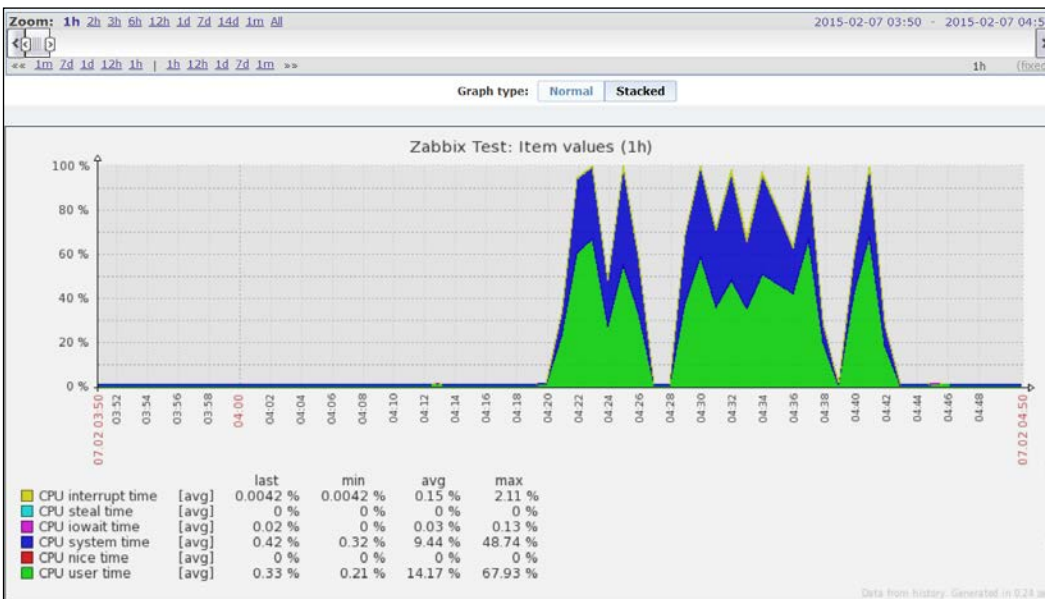 Zoom: 1h 2h 3h 6h 12h 1d 7d 14d 1m All 2015-02-07 03:50 - 2015-02-07 04:5
«« 1m 7d 1d 12h 1h | 1h 12h 1d 7d 1m »» 1h (fixed
Graph type: Normal Stacked
Zabbix Test: Item values (1h)
100 %
80 %
60 %
40 %
20 %
0 %
07.02 03:50 03:52 03:54 03:56 03:58 04:00 04:02 04:04 04:06 04:08 04:10 04:12 04:14 04:16 04:18 04:20 04:22 04:24 04:26 04:28 04:30 04:32 04:34 04:36 04:38 04:40 04:42 04:44 04:46 04:48 07.02 04:50
last min avg max
CPU interrupt time [avg] 0.0042 % 0.0042 % 0.15 % 2.11 %
CPU steal time [avg] 0 % 0 % 0 % 0 %
CPU iowait time [avg] 0.02 % 0 % 0.03 % 0.13 %
CPU system time [avg] 0.42 % 0.32 % 9.44 % 48.74 %
CPU nice time [avg] 0 % 0 % 0 % 0 %
CPU user time [avg] 0.33 % 0.21 % 14.17 % 67.93 %
Data from history. Generated in 0.24 se